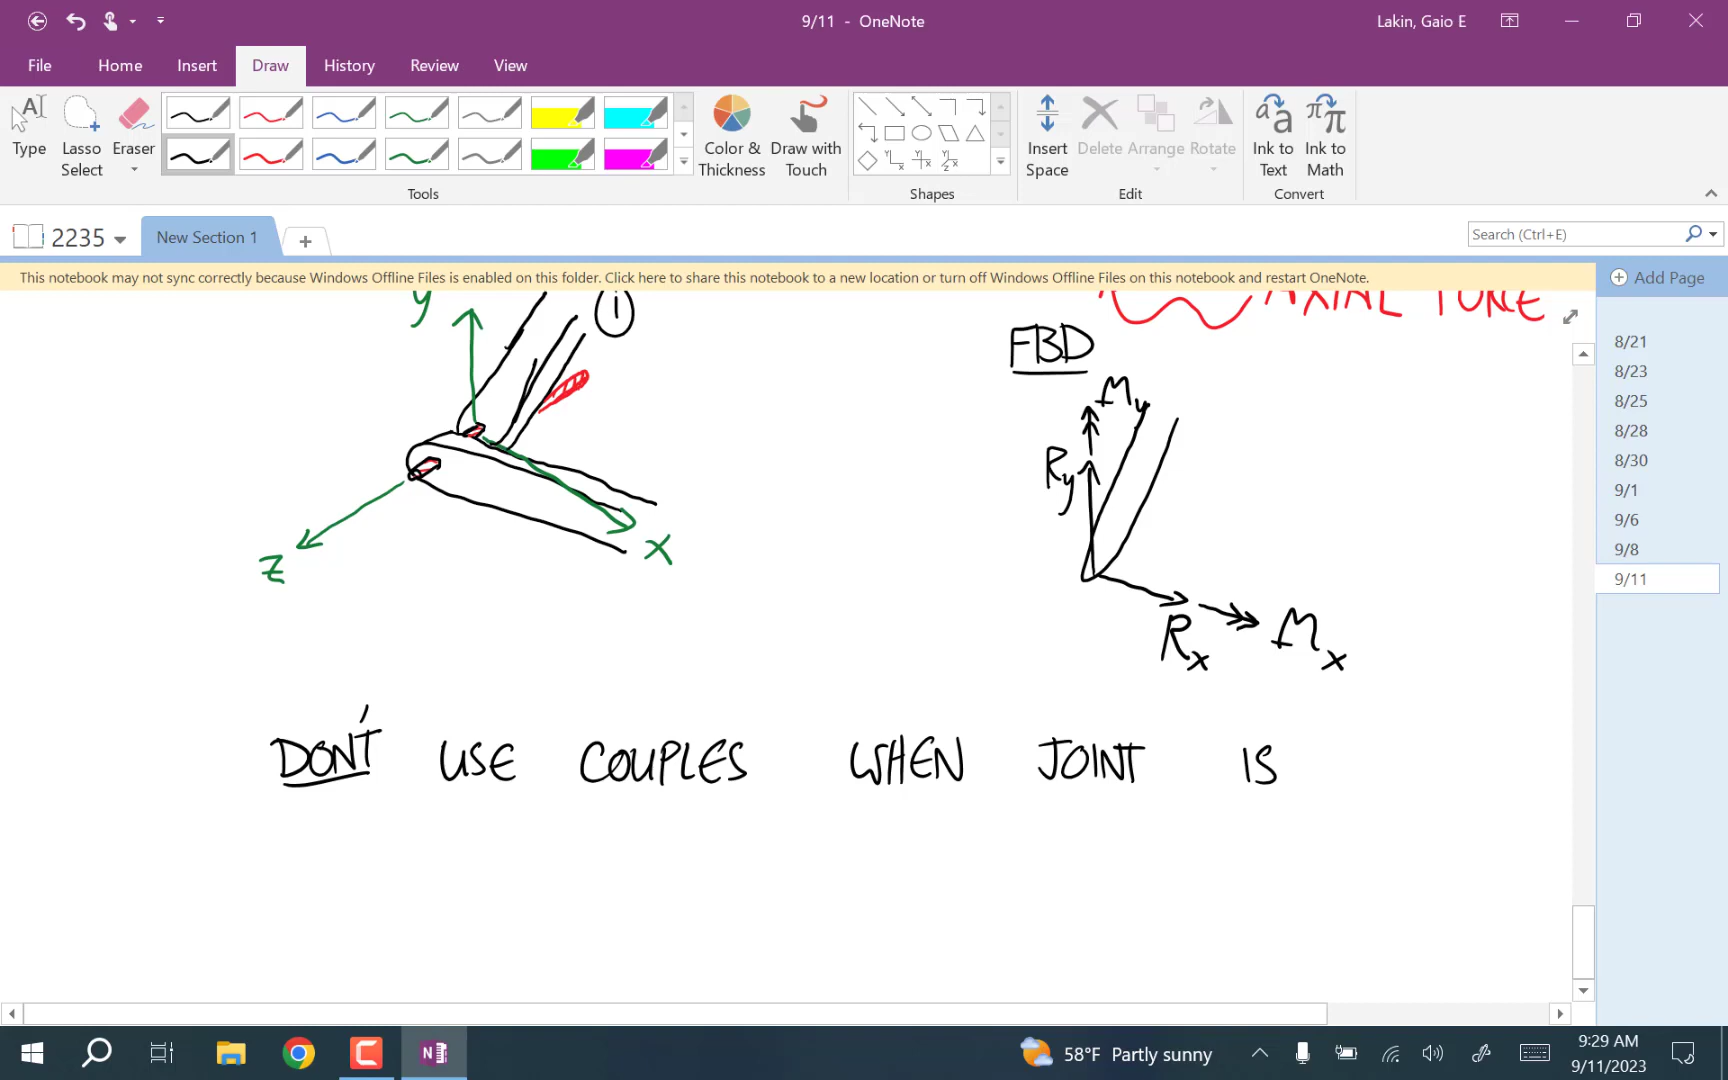 9/11 - OneNote
Lakin, Gaio E
File Home Insert Draw History Review View
Type
Lasso Select
Eraser
Color & Thickness
Draw with Touch
Insert Space
Delete
Arrange
Rotate
Ink to Text
Ink to Math
Tools Shapes Edit Convert
2235
New Section 1
Search (Ctrl+E)
This notebook may not sync correctly because Windows Offline Files is enabled on this folder. Click here to share this notebook to a new location or turn off Windows Offline Files on this notebook and restart OneNote.
Add Page
8/21
8/23
8/25
8/28
8/30
9/1
9/6
9/8
9/11
y
1
AXIAL
FBD
My
Ry
z
x
Rx
Mx
DON'T USE COUPLES WHEN JOINT IS
58°F Partly sunny
9:29 AM
9/11/2023